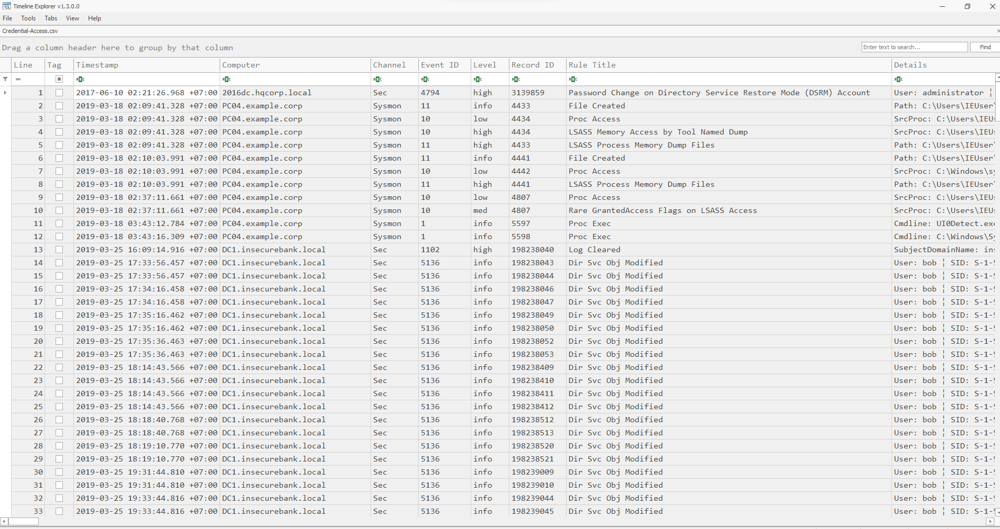 Timeline Explorer v1.3.0.0
File Tools Tabs View Help
Credential-Access.csv
Drag a column header here to group by that column
Enter text to search... Find
Line Tag Timestamp Computer Channel Event ID Level Record ID Rule Title Details
= ABC ABC ABC ABC ABC ABC ABC ABC
1 2017-06-10 02:21:26.968 +07:00 2016dc.hqcorp.local Sec 4794 high 3139859 Password Change on Directory Service Restore Mode (DSRM) Account User: administrator ¦
2 2019-03-18 02:09:41.328 +07:00 PC04.example.corp Sysmon 11 info 4433 File Created Path: C:\Users\IEUser\
3 2019-03-18 02:09:41.328 +07:00 PC04.example.corp Sysmon 10 low 4434 Proc Access SrcProc: C:\Users\IEUs
4 2019-03-18 02:09:41.328 +07:00 PC04.example.corp Sysmon 10 high 4434 LSASS Memory Access by Tool Named Dump SrcProc: C:\Users\IEUs
5 2019-03-18 02:09:41.328 +07:00 PC04.example.corp Sysmon 11 high 4433 LSASS Process Memory Dump Files Path: C:\Users\IEUser\
6 2019-03-18 02:10:03.991 +07:00 PC04.example.corp Sysmon 11 info 4441 File Created Path: C:\Users\IEUser\
7 2019-03-18 02:10:03.991 +07:00 PC04.example.corp Sysmon 10 low 4442 Proc Access SrcProc: C:\Windows\sy
8 2019-03-18 02:10:03.991 +07:00 PC04.example.corp Sysmon 11 high 4441 LSASS Process Memory Dump Files Path: C:\Users\IEUser\
9 2019-03-18 02:37:11.661 +07:00 PC04.example.corp Sysmon 10 low 4807 Proc Access SrcProc: C:\Users\IEUs
10 2019-03-18 02:37:11.661 +07:00 PC04.example.corp Sysmon 10 med 4807 Rare GrantedAccess Flags on LSASS Access SrcProc: C:\Users\IEUs
11 2019-03-18 03:43:12.784 +07:00 PC04.example.corp Sysmon 1 info 5597 Proc Exec Cmdline: UI0Detect.exe
12 2019-03-18 03:43:16.309 +07:00 PC04.example.corp Sysmon 1 info 5598 Proc Exec Cmdline: C:\Windows\Sy
13 2019-03-25 16:09:14.916 +07:00 DC1.insecurebank.local Sec 1102 high 198238040 Log Cleared SubjectDomainName: ins
14 2019-03-25 17:33:56.457 +07:00 DC1.insecurebank.local Sec 5136 info 198238043 Dir Svc Obj Modified User: bob ¦ SID: S-1-5
15 2019-03-25 17:33:56.457 +07:00 DC1.insecurebank.local Sec 5136 info 198238044 Dir Svc Obj Modified User: bob ¦ SID: S-1-5
16 2019-03-25 17:34:16.458 +07:00 DC1.insecurebank.local Sec 5136 info 198238046 Dir Svc Obj Modified User: bob ¦ SID: S-1-5
17 2019-03-25 17:34:16.458 +07:00 DC1.insecurebank.local Sec 5136 info 198238047 Dir Svc Obj Modified User: bob ¦ SID: S-1-5
18 2019-03-25 17:35:16.462 +07:00 DC1.insecurebank.local Sec 5136 info 198238049 Dir Svc Obj Modified User: bob ¦ SID: S-1-5
19 2019-03-25 17:35:16.462 +07:00 DC1.insecurebank.local Sec 5136 info 198238050 Dir Svc Obj Modified User: bob ¦ SID: S-1-5
20 2019-03-25 17:35:36.463 +07:00 DC1.insecurebank.local Sec 5136 info 198238052 Dir Svc Obj Modified User: bob ¦ SID: S-1-5
21 2019-03-25 17:35:36.463 +07:00 DC1.insecurebank.local Sec 5136 info 198238053 Dir Svc Obj Modified User: bob ¦ SID: S-1-5
22 2019-03-25 18:14:43.566 +07:00 DC1.insecurebank.local Sec 5136 info 198238409 Dir Svc Obj Modified User: bob ¦ SID: S-1-5
23 2019-03-25 18:14:43.566 +07:00 DC1.insecurebank.local Sec 5136 info 198238410 Dir Svc Obj Modified User: bob ¦ SID: S-1-5
24 2019-03-25 18:14:43.566 +07:00 DC1.insecurebank.local Sec 5136 info 198238411 Dir Svc Obj Modified User: bob ¦ SID: S-1-5
25 2019-03-25 18:14:43.566 +07:00 DC1.insecurebank.local Sec 5136 info 198238412 Dir Svc Obj Modified User: bob ¦ SID: S-1-5
26 2019-03-25 18:18:40.768 +07:00 DC1.insecurebank.local Sec 5136 info 198238512 Dir Svc Obj Modified User: bob ¦ SID: S-1-5
27 2019-03-25 18:18:40.768 +07:00 DC1.insecurebank.local Sec 5136 info 198238513 Dir Svc Obj Modified User: bob ¦ SID: S-1-5
28 2019-03-25 18:19:10.770 +07:00 DC1.insecurebank.local Sec 5136 info 198238520 Dir Svc Obj Modified User: bob ¦ SID: S-1-5
29 2019-03-25 18:19:10.770 +07:00 DC1.insecurebank.local Sec 5136 info 198238521 Dir Svc Obj Modified User: bob ¦ SID: S-1-5
30 2019-03-25 19:31:44.810 +07:00 DC1.insecurebank.local Sec 5136 info 198239009 Dir Svc Obj Modified User: bob ¦ SID: S-1-5
31 2019-03-25 19:31:44.810 +07:00 DC1.insecurebank.local Sec 5136 info 198239010 Dir Svc Obj Modified User: bob ¦ SID: S-1-5
32 2019-03-25 19:33:44.816 +07:00 DC1.insecurebank.local Sec 5136 info 198239044 Dir Svc Obj Modified User: bob ¦ SID: S-1-5
33 2019-03-25 19:33:44.816 +07:00 DC1.insecurebank.local Sec 5136 info 198239045 Dir Svc Obj Modified User: bob ¦ SID: S-1-5